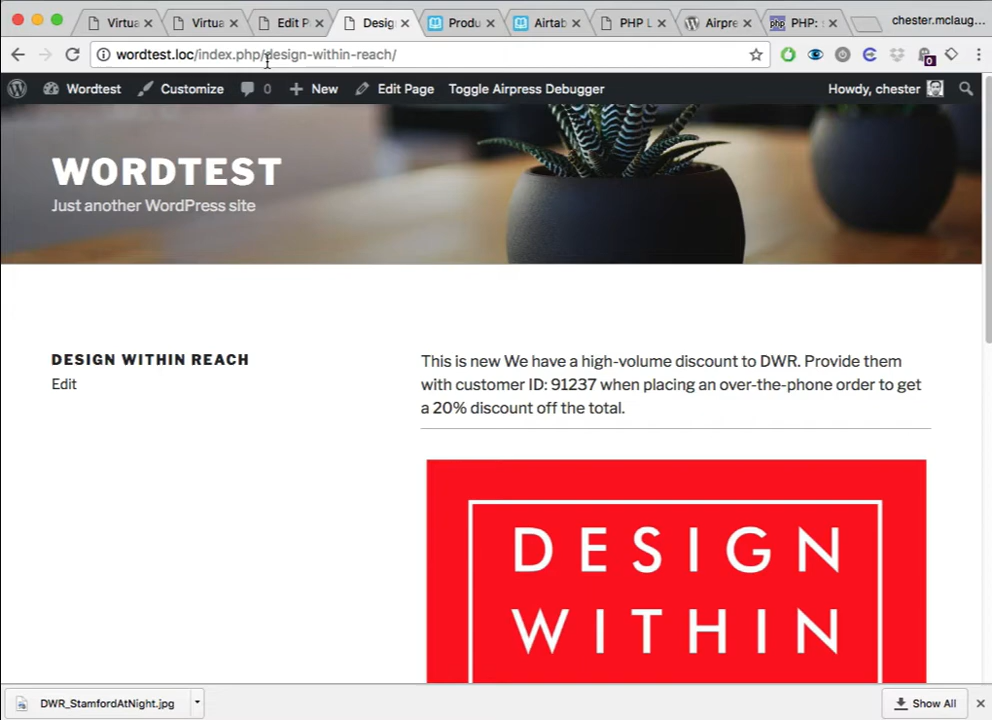 Virtua
Virtua
Edit P
Desig
Produ
Airtab
PHP L
Airpre
php
PHP:
chester.mclaug...
wordtest.loc/index.php/design-within-reach/
0
Wordtest
Customize
0
New
Edit Page
Toggle Airpress Debugger
Howdy, chester
WORDTEST
Just another WordPress site
DESIGN WITHIN REACH
Edit
This is new We have a high-volume discount to DWR. Provide them
with customer ID: 91237 when placing an over-the-phone order to get
a 20% discount off the total.
DESIGN
WITHIN
DWR_StamfordAtNight.jpg
Show All